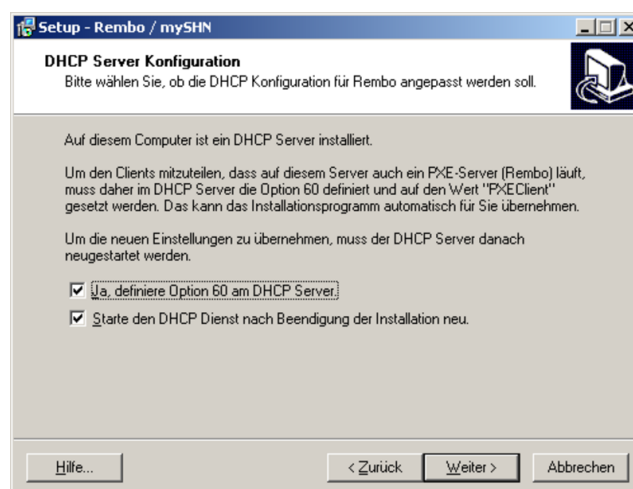 Setup - Rembo / mySHN
DHCP Server Konfiguration
Bitte wählen Sie, ob die DHCP Konfiguration für Rembo angepasst werden soll.
Auf diesem Computer ist ein DHCP Server installiert.
Um den Clients mitzuteilen, dass auf diesem Server auch ein PXE-Server (Rembo) läuft,
muss daher im DHCP Server die Option 60 definiert und auf den Wert "PXEClient"
gesetzt werden. Das kann das Installationsprogramm automatisch für Sie übernehmen.
Um die neuen Einstellungen zu übernehmen, muss der DHCP Server danach
neugestartet werden.
Ja, definiere Option 60 am DHCP Server.
Starte den DHCP Dienst nach Beendigung der Installation neu.
Hilfe...
< Zurück
Weiter >
Abbrechen